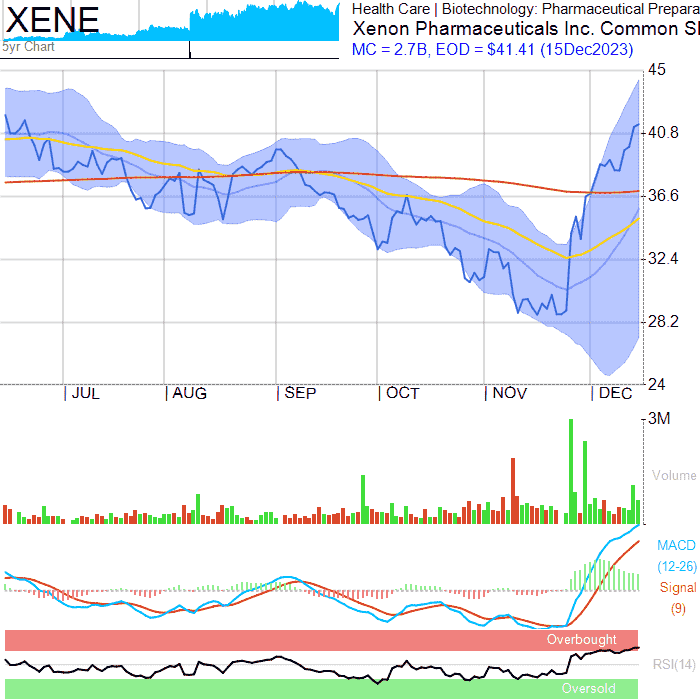 XENE
5yr Chart
Health Care | Biotechnology: Pharmaceutical Prepara
Xenon Pharmaceuticals Inc. Common S
MC = 2.7B, EOD = $41.41 (15Dec2023)
45
40.8
36.6
32.4
28.2
24
| JUL | AUG | SEP | OCT | NOV | DEC
3M
Volume
MACD
(12-26)
Signal
(9)
Overbought
RSI(14)
Oversold